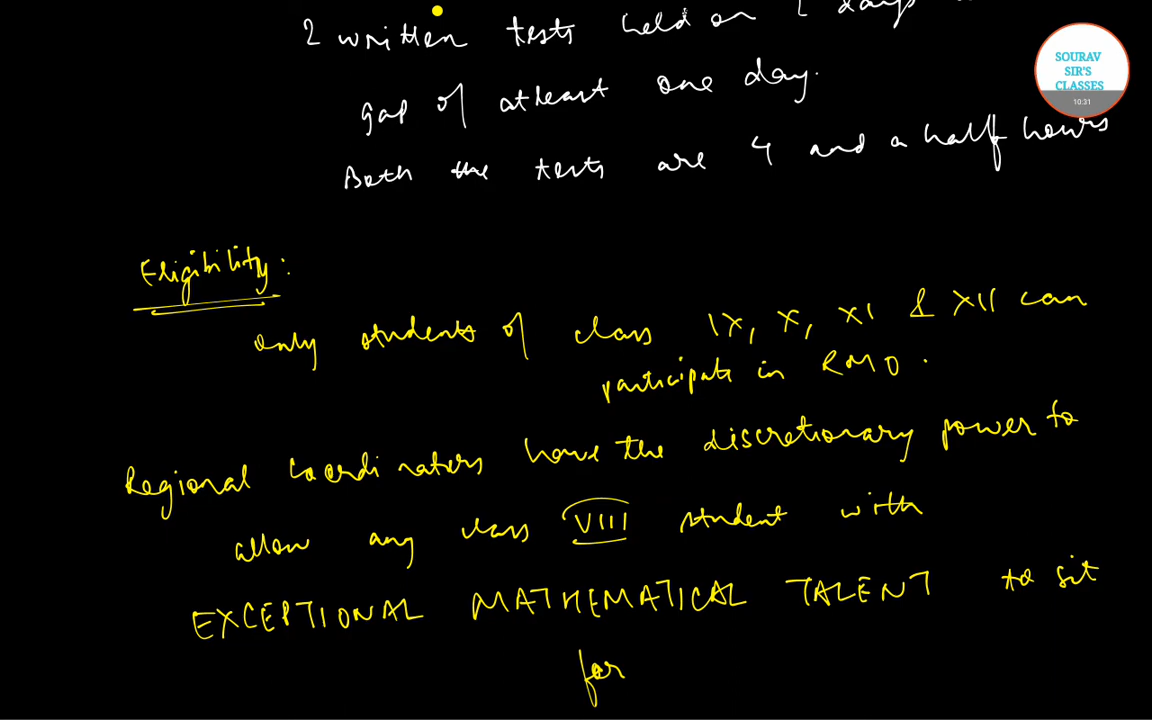 2 written tests held on 2 days
gap of atleast one day.
Both the tests are 4 and a half hours
SOURAV
SIR'S
CLASSES
10:31
Eligibility:
only students of class IX, X, XI & XII can
participate in RMO.
Regional coordinators have the discretionary power to
allow any class VIII student with
EXCEPTIONAL MATHEMATICAL TALENT to sit
for